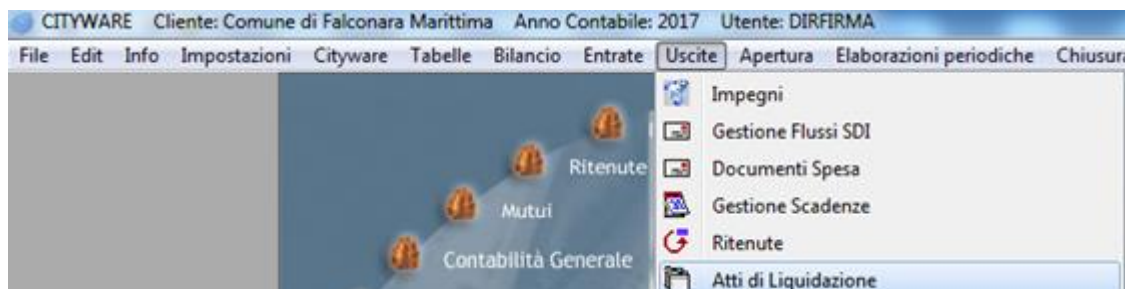 CITYWARE Cliente: Comune di Falconara Marittima Anno Contabile: 2017 Utente: DIRFIRMA
File Edit Info Impostazioni Cityware Tabelle Bilancio Entrate Uscite Apertura Elaborazioni periodiche Chiusura
Impegni
Gestione Flussi SDI
Documenti Spesa
Gestione Scadenze
Ritenute
Atti di Liquidazione
Ritenute
Mutui
Contabilità Generale